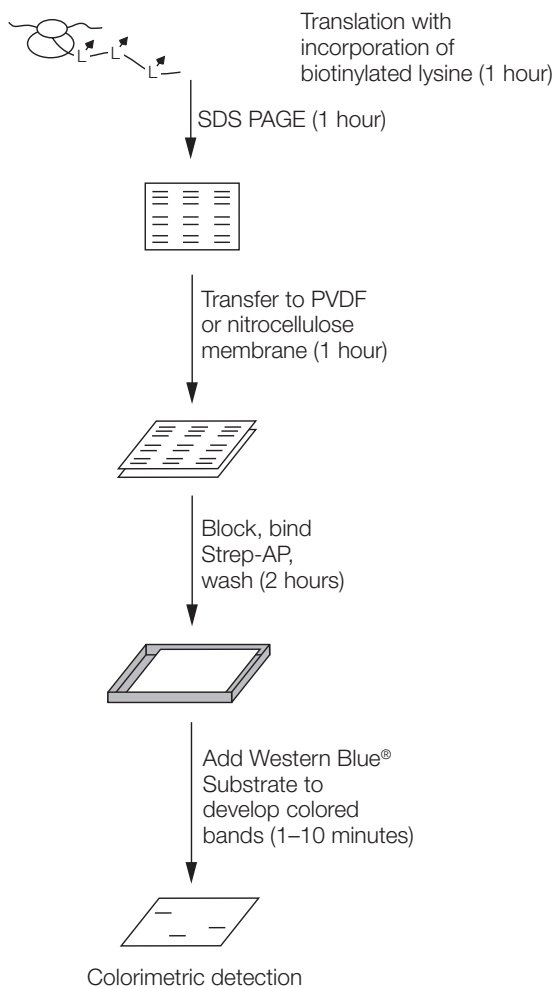 Translation with
incorporation of
biotinylated lysine (1 hour)
L L L
SDS PAGE (1 hour)
Transfer to PVDF
or nitrocellulose
membrane (1 hour)
Block, bind
Strep-AP,
wash (2 hours)
Add Western Blue®
Substrate to
develop colored
bands (1–10 minutes)
Colorimetric detection